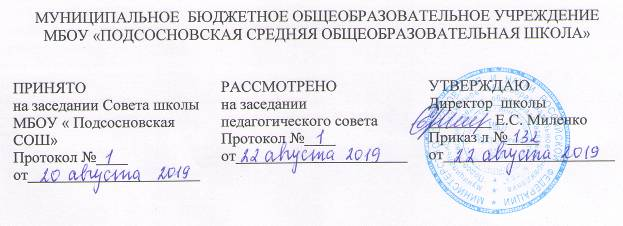 МУНИЦИПАЛЬНОЕ БЮДЖЕТНОЕ ОБЩЕОБРАЗОВАТЕЛЬНОЕ УЧРЕЖДЕНИЕ
МБОУ «ПОДСОСНОВСКАЯ СРЕДНЯЯ ОБЩЕОБРАЗОВАТЕЛЬНАЯ ШКОЛА»
ПРИНЯТО
на заседании Совета школы
МБОУ « Подсосновская
СОШ»
Протокол № 1
от 20 августа 2019
РАССМОТРЕНО
на заседании
педагогического совета
Протокол № 1
от 22 августа 2019
УТВЕРЖДАЮ
Директор школы
Е.С. Миленко
Приказ л № 132
от 22 августа 2019